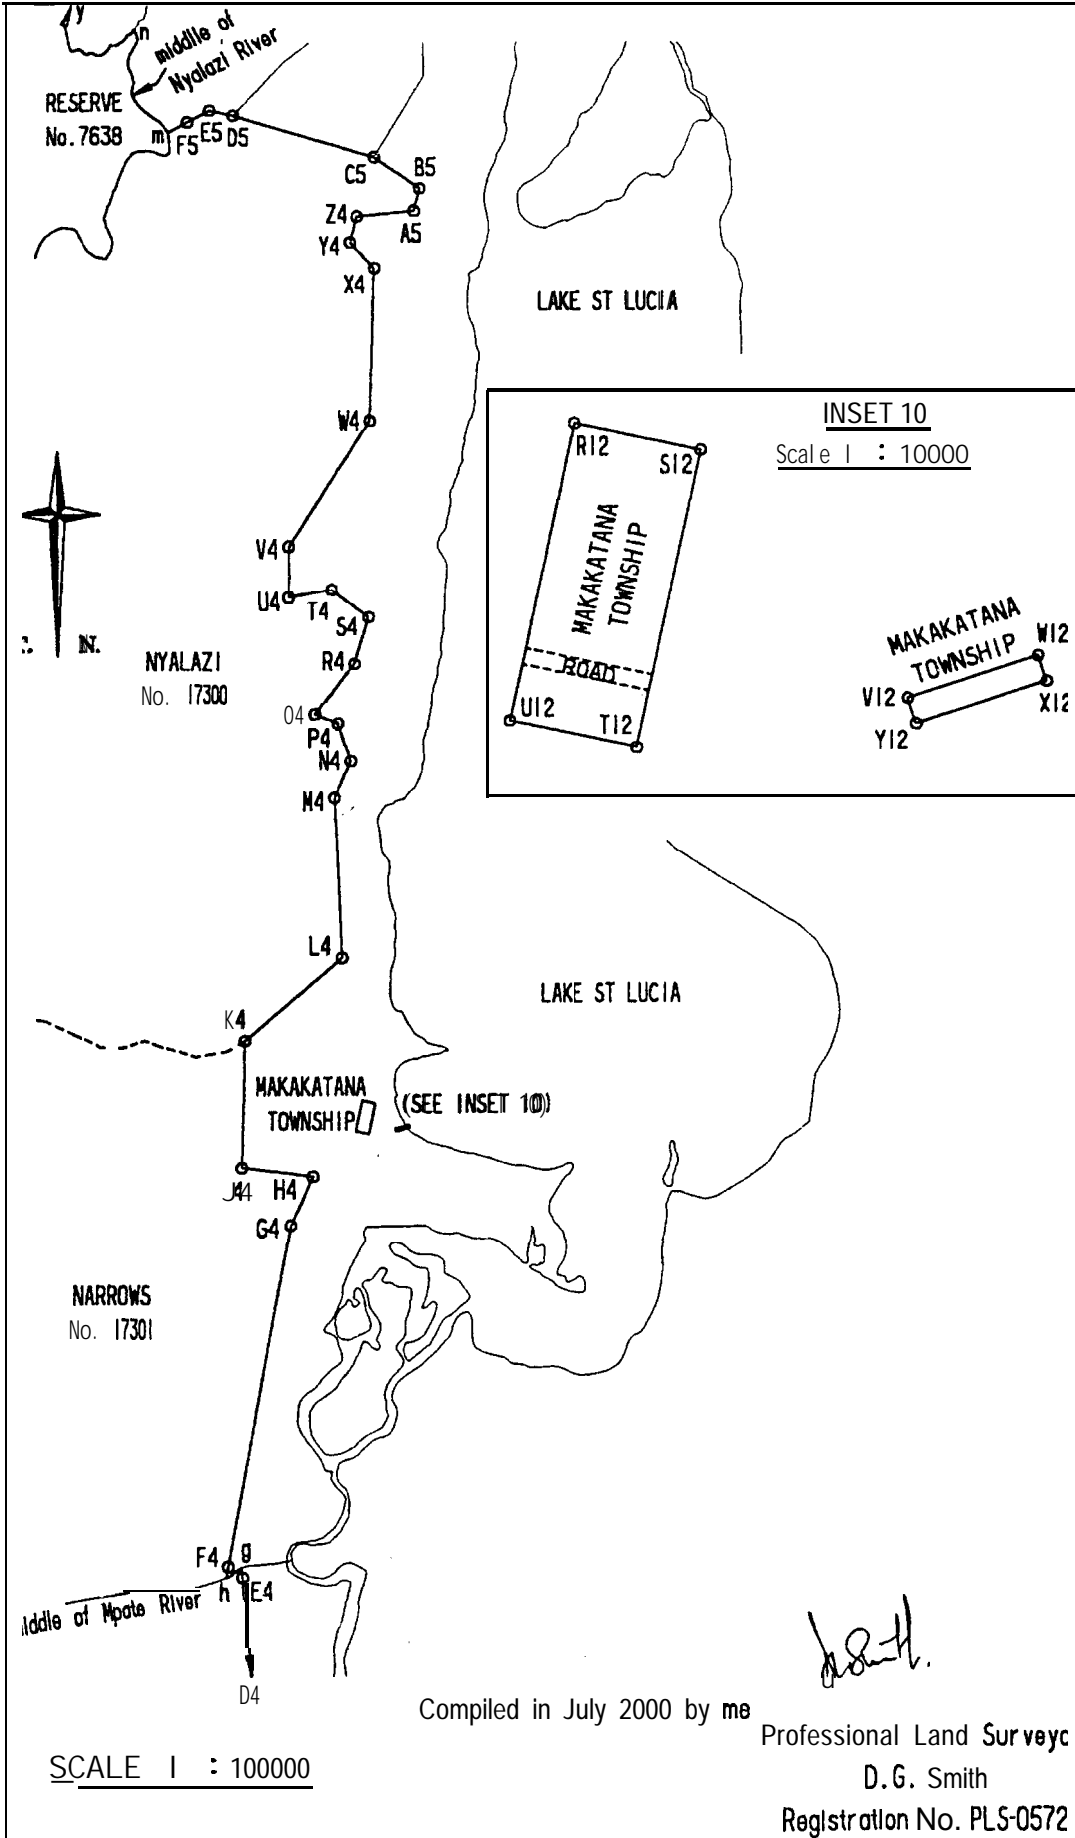 y
n
middle of
Nyalazi River
RESERVE
No. 7638
m
F5
E5
D5
C5
B5
Z4
A5
Y4
X4
LAKE ST LUCIA
W4
INSET 10
Scale 1 : 10000
R12
S12
MAKAKATANA
TOWNSHIP
ROAD
U12
T12
MAKAKATANA
TOWNSHIP
W12
V12
X12
Y12
V4
U4
T4
S4
N.
NYALAZI
No. 17300
R4
O4
P4
N4
M4
L4
LAKE ST LUCIA
K4
MAKAKATANA
TOWNSHIP
(SEE INSET 10)
J4
H4
G4
NARROWS
No. 17301
F4
g
h
E4
iddle of Mpate River
D4
Compiled in July 2000 by me
Professional Land Surveyo
D.G. Smith
Registration No. PLS-0572
SCALE 1 : 100000